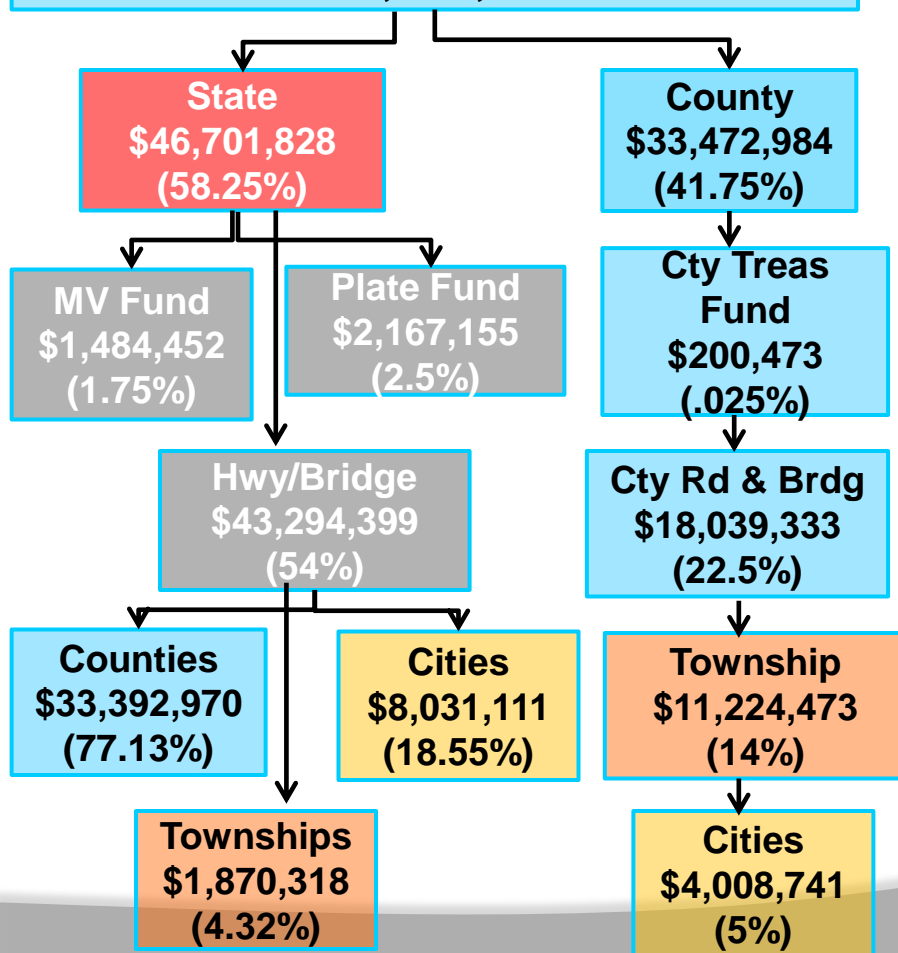 State
$46,701,828
(58.25%)
County
$33,472,984
(41.75%)
MV Fund
$1,484,452
(1.75%)
Plate Fund
$2,167,155
(2.5%)
Cty Treas
Fund
$200,473
(.025%)
Hwy/Bridge
$43,294,399
(54%)
Cty Rd & Brdg
$18,039,333
(22.5%)
Counties
$33,392,970
(77.13%)
Cities
$8,031,111
(18.55%)
Township
$11,224,473
(14%)
Townships
$1,870,318
(4.32%)
Cities
$4,008,741
(5%)